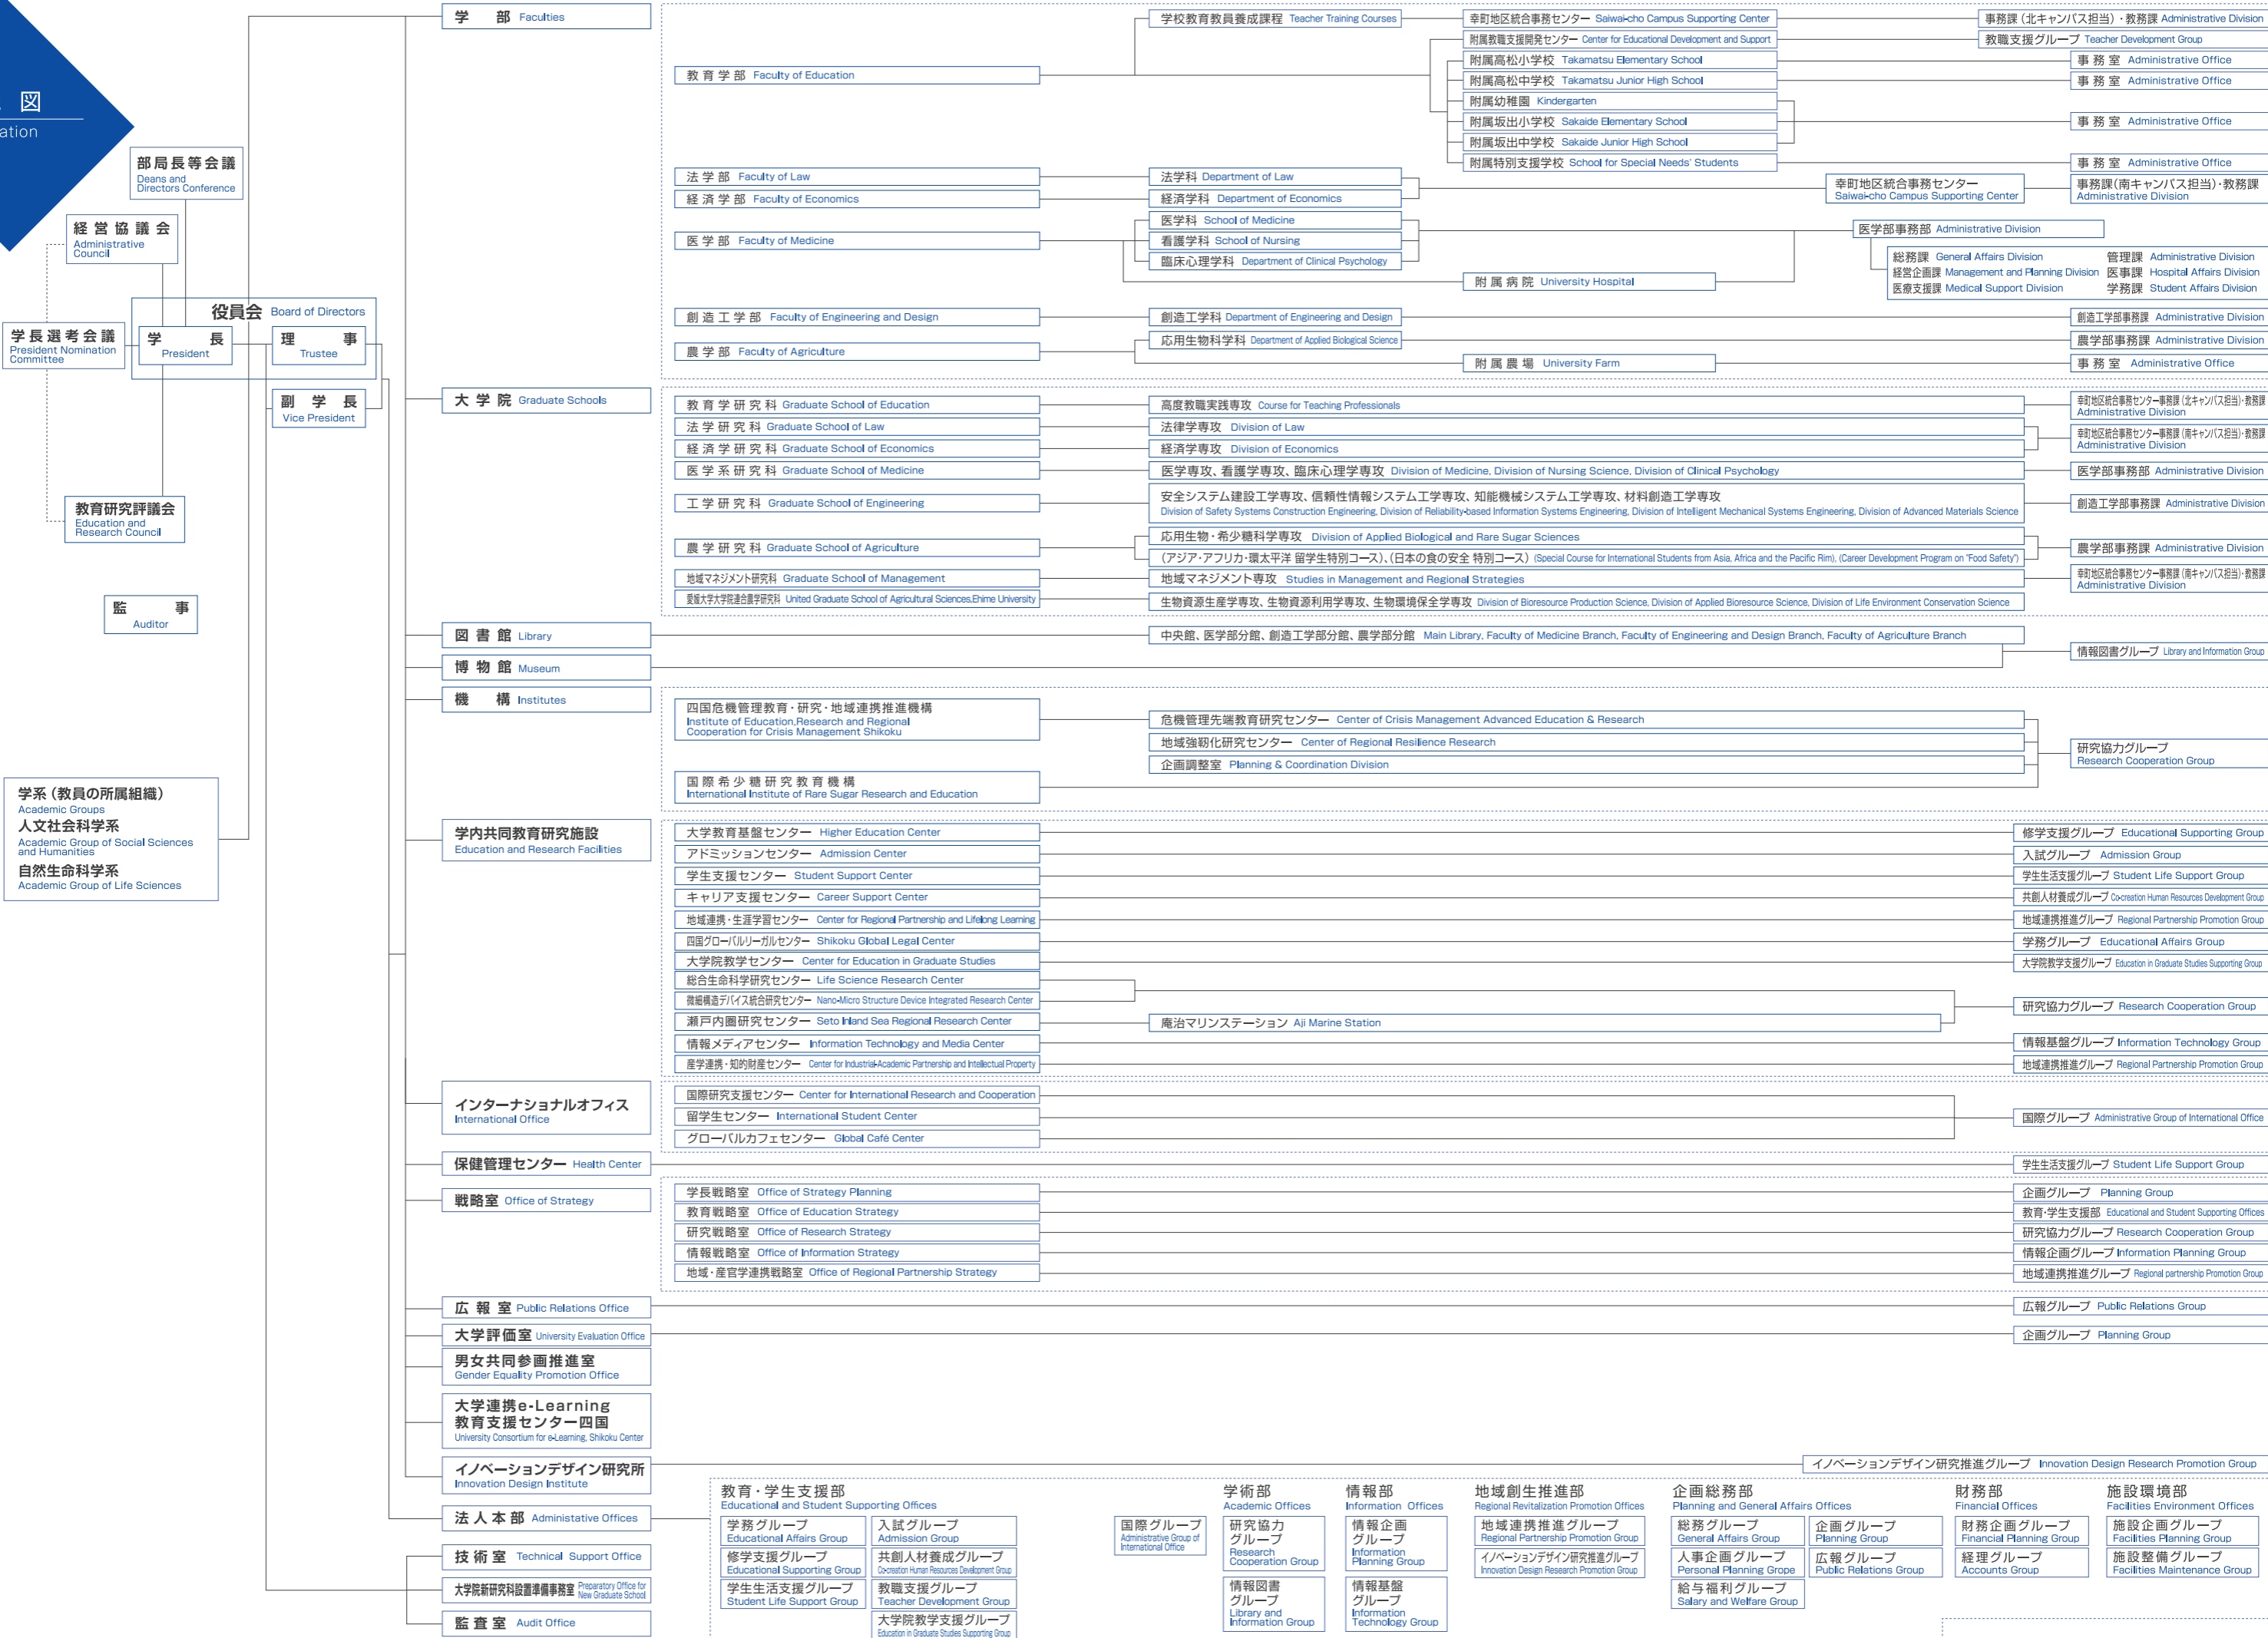 図
ation
部局長等会議
Deans and
Directors Conference
経営協議会
Administrative
Council
役員会 Board of Directors
学長選考会議
President Nomination
Committee
学 長
President
理 事
Trustee
副 学 長
Vice President
教育研究評議会
Education and
Research Council
監 事
Auditor
学系（教員の所属組織）
Academic Groups
人文社会科学系
Academic Group of Social Sciences
and Humanities
自然生命科学系
Academic Group of Life Sciences
学 部 Faculties
教育学部 Faculty of Education
学校教育教員養成課程 Teacher Training Courses
幸町地区統合事務センター Saiwai-cho Campus Supporting Center
事務課（北キャンパス担当）・教務課 Administrative Division
附属教職支援開発センター Center for Educational Development and Support
教職支援グループ Teacher Development Group
附属高松小学校 Takamatsu Elementary School
事務室 Administrative Office
附属高松中学校 Takamatsu Junior High School
事務室 Administrative Office
附属幼稚園 Kindergarten
附属坂出小学校 Sakaide Elementary School
事務室 Administrative Office
附属坂出中学校 Sakaide Junior High School
附属特別支援学校 School for Special Needs' Students
事務室 Administrative Office
法学部 Faculty of Law
法学科 Department of Law
経済学部 Faculty of Economics
経済学科 Department of Economics
幸町地区統合事務センター
Saiwai-cho Campus Supporting Center
事務課(南キャンパス担当)・教務課
Administrative Division
医学部 Faculty of Medicine
医学科 School of Medicine
看護学科 School of Nursing
臨床心理学科 Department of Clinical Psychology
附属病院 University Hospital
医学部事務部 Administrative Division
総務課 General Affairs Division 管理課 Administrative Division
経営企画課 Management and Planning Division 医事課 Hospital Affairs Division
医療支援課 Medical Support Division 学務課 Student Affairs Division
創造工学部 Faculty of Engineering and Design
創造工学科 Department of Engineering and Design
創造工学部事務課 Administrative Division
農学部 Faculty of Agriculture
応用生物科学科 Department of Applied Biological Science
農学部事務課 Administrative Division
附属農場 University Farm
事務室 Administrative Office
大学院 Graduate Schools
教育学研究科 Graduate School of Education
高度教職実践専攻 Course for Teaching Professionals
幸町地区統合事務センター事務課（北キャンパス担当）・教務課
Administrative Division
法学研究科 Graduate School of Law
法律学専攻 Division of Law
経済学研究科 Graduate School of Economics
経済学専攻 Division of Economics
幸町地区統合事務センター事務課（南キャンパス担当）・教務課
Administrative Division
医学系研究科 Graduate School of Medicine
医学専攻、看護学専攻、臨床心理学専攻 Division of Medicine, Division of Nursing Science, Division of Clinical Psychology
医学部事務部 Administrative Division
工学研究科 Graduate School of Engineering
安全システム建設工学専攻、信頼性情報システム工学専攻、知能機械システム工学専攻、材料創造工学専攻
Division of Safety Systems Construction Engineering, Division of Reliability-based Information Systems Engineering, Division of Intelligent Mechanical Systems Engineering, Division of Advanced Materials Science
創造工学部事務課 Administrative Division
農学研究科 Graduate School of Agriculture
応用生物・希少糖科学専攻 Division of Applied Biological and Rare Sugar Sciences
（アジア・アフリカ・環太平洋 留学生特別コース）、（日本の食の安全 特別コース） (Special Course for International Students from Asia, Africa and the Pacific Rim), (Career Development Program on "Food Safety")
農学部事務課 Administrative Division
地域マネジメント研究科 Graduate School of Management
地域マネジメント専攻 Studies in Management and Regional Strategies
幸町地区統合事務センター事務課（南キャンパス担当）・教務課
Administrative Division
愛媛大学大学院連合農学研究科 United Graduate School of Agricultural Sciences,Ehime University
生物資源生産学専攻、生物資源利用学専攻、生物環境保全学専攻 Division of Bioresource Production Science, Division of Applied Bioresource Science, Division of Life Environment Conservation Science
図書館 Library
中央館、医学部分館、創造工学部分館、農学部分館 Main Library, Faculty of Medicine Branch, Faculty of Engineering and Design Branch, Faculty of Agriculture Branch
博物館 Museum
情報図書グループ Library and Information Group
機 構 Institutes
四国危機管理教育・研究・地域連携推進機構
Institute of Education,Research and Regional
Cooperation for Crisis Management Shikoku
危機管理先端教育研究センター Center of Crisis Management Advanced Education & Research
地域強靭化研究センター Center of Regional Resilience Research
企画調整室 Planning & Coordination Division
国際希少糖研究教育機構
International Institute of Rare Sugar Research and Education
研究協力グループ
Research Cooperation Group
学内共同教育研究施設
Education and Research Facilities
大学教育基盤センター Higher Education Center
修学支援グループ Educational Supporting Group
アドミッションセンター Admission Center
入試グループ Admission Group
学生支援センター Student Support Center
学生生活支援グループ Student Life Support Group
キャリア支援センター Career Support Center
共創人材養成グループ Co-creation Human Resources Development Group
地域連携・生涯学習センター Center for Regional Partnership and Lifelong Learning
地域連携推進グループ Regional Partnership Promotion Group
四国グローバルリーガルセンター Shikoku Global Legal Center
学務グループ Educational Affairs Group
大学院教学センター Center for Education in Graduate Studies
大学院教学支援グループ Education in Graduate Studies Supporting Group
総合生命科学研究センター Life Science Research Center
微細構造デバイス統合研究センター Nano-Micro Structure Device Integrated Research Center
研究協力グループ Research Cooperation Group
瀬戸内圏研究センター Seto Inland Sea Regional Research Center
庵治マリンステーション Aji Marine Station
情報メディアセンター Information Technology and Media Center
情報基盤グループ Information Technology Group
産学連携・知的財産センター Center for Industrial-Academic Partnership and Intellectual Property
地域連携推進グループ Regional Partnership Promotion Group
インターナショナルオフィス
International Office
国際研究支援センター Center for International Research and Cooperation
留学生センター International Student Center
グローバルカフェセンター Global Café Center
国際グループ Administrative Group of International Office
保健管理センター Health Center
学生生活支援グループ Student Life Support Group
戦略室 Office of Strategy
学長戦略室 Office of Strategy Planning
企画グループ Planning Group
教育戦略室 Office of Education Strategy
教育・学生支援部 Educational and Student Supporting Offices
研究戦略室 Office of Research Strategy
研究協力グループ Research Cooperation Group
情報戦略室 Office of Information Strategy
情報企画グループ Information Planning Group
地域・産官学連携戦略室 Office of Regional Partnership Strategy
地域連携推進グループ Regional partnership Promotion Group
広報室 Public Relations Office
広報グループ Public Relations Group
大学評価室 University Evaluation Office
企画グループ Planning Group
男女共同参画推進室
Gender Equality Promotion Office
大学連携e-Learning
教育支援センター四国
University Consortium for e-Learning, Shikoku Center
イノベーションデザイン研究所
Innovation Design Institute
イノベーションデザイン研究推進グループ Innovation Design Research Promotion Group
法人本部 Administative Offices
技術室 Technical Support Office
大学院新研究科設置準備事務室 Preparatory Office for
New Graduate School
監査室 Audit Office
教育・学生支援部
Educational and Student Supporting Offices
学務グループ
Educational Affairs Group
入試グループ
Admission Group
修学支援グループ
Educational Supporting Group
共創人材養成グループ
Co-creation Human Resources Development Group
学生生活支援グループ
Student Life Support Group
教職支援グループ
Teacher Development Group
大学院教学支援グループ
Education in Graduate Studies Supporting Group
国際グループ
Administrative Group of
International Office
学術部
Academic Offices
研究協力
グループ
Research
Cooperation Group
情報図書
グループ
Library and
Information Group
情報部
Information Offices
情報企画
グループ
Information
Planning Group
情報基盤
グループ
Information
Technology Group
地域創生推進部
Regional Revitalization Promotion Offices
地域連携推進グループ
Regional Partnership Promotion Group
イノベーションデザイン研究推進グループ
Innovation Design Research Promotion Group
企画総務部
Planning and General Affairs Offices
総務グループ
General Affairs Group
企画グループ
Planning Group
人事企画グループ
Personal Planning Grope
広報グループ
Public Relations Group
給与福利グループ
Salary and Welfare Group
財務部
Financial Offices
財務企画グループ
Financial Planning Group
経理グループ
Accounts Group
施設環境部
Facilities Environment Offices
施設企画グループ
Facilities Planning Group
施設整備グループ
Facilities Maintenance Group